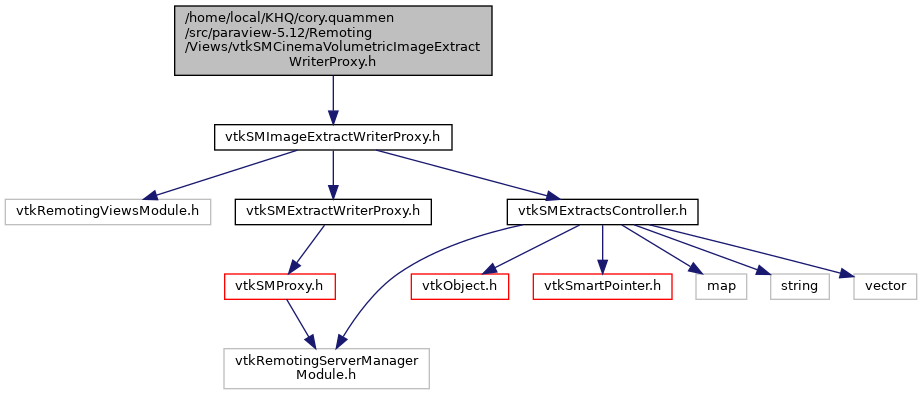 /home/local/KHQ/cory.quammen
/src/paraview-5.12/Remoting
/Views/vtkSMCinemaVolumetricImageExtract
WriterProxy.h
vtkSMImageExtractWriterProxy.h
vtkRemotingViewsModule.h
vtkSMExtractWriterProxy.h
vtkSMExtractsController.h
vtkSMProxy.h
vtkObject.h
vtkSmartPointer.h
map
string
vector
vtkRemotingServerManager
Module.h